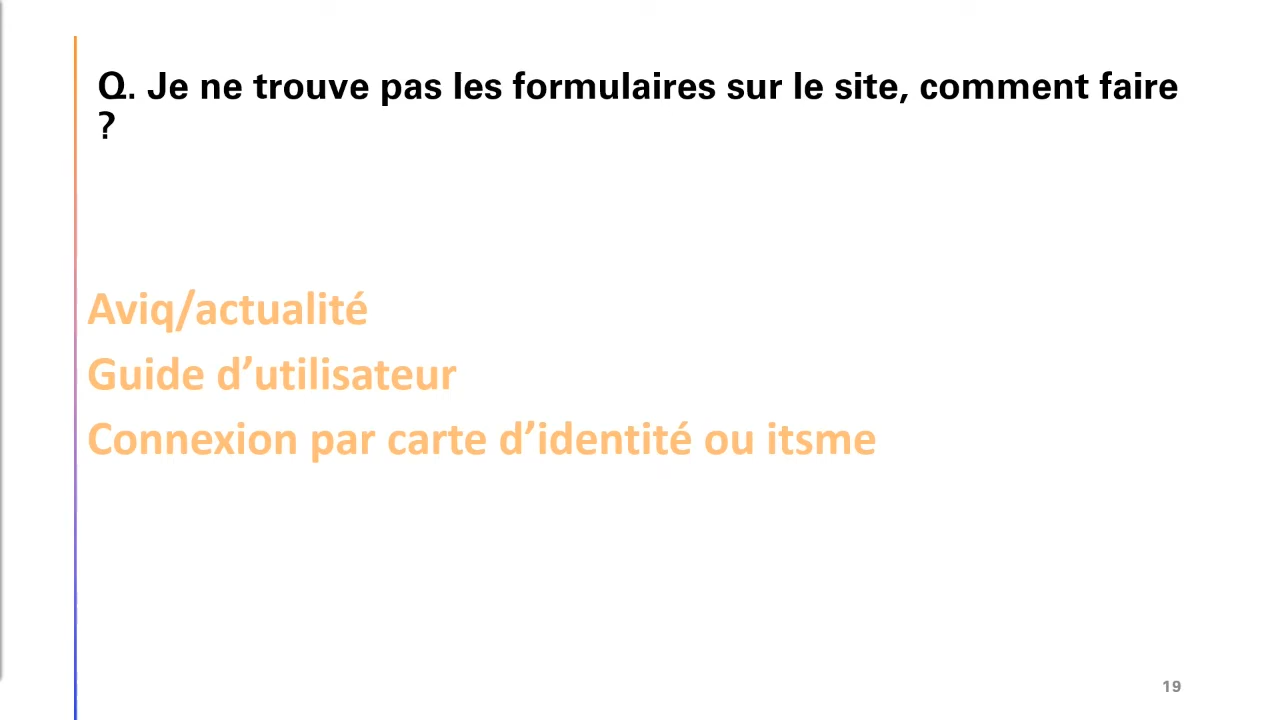 Q. Je ne trouve pas les formulaires sur le site, comment faire
?
Aviq/actualité
Guide d’utilisateur
Connexion par carte d’identité ou itsme
19